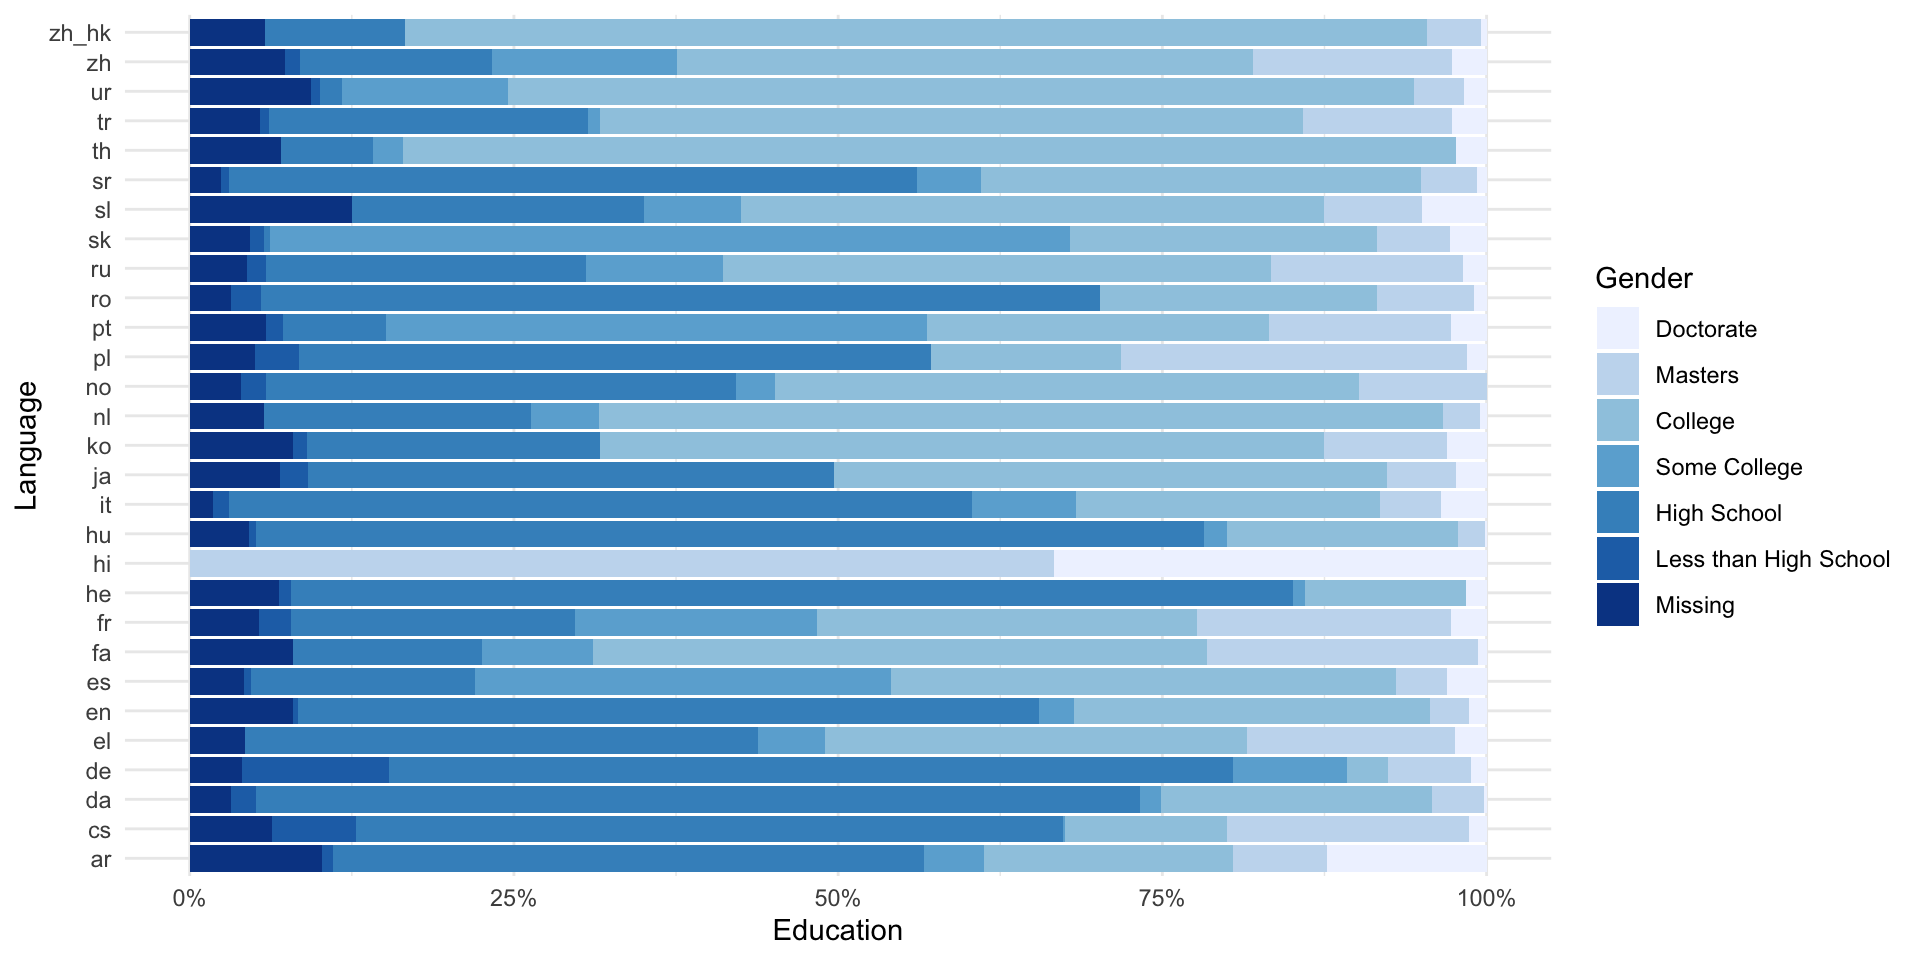 zh_hk
zh
ur
tr
th
sr
sl
sk
ru
ro
pt
pl
no
nl
ko
ja
it
hu
hi
he
fr
fa
es
en
el
de
da
cs
ar
Language
0% 25% 50% 75% 100%
Education
Gender
Doctorate
Masters
College
Some College
High School
Less than High School
Missing